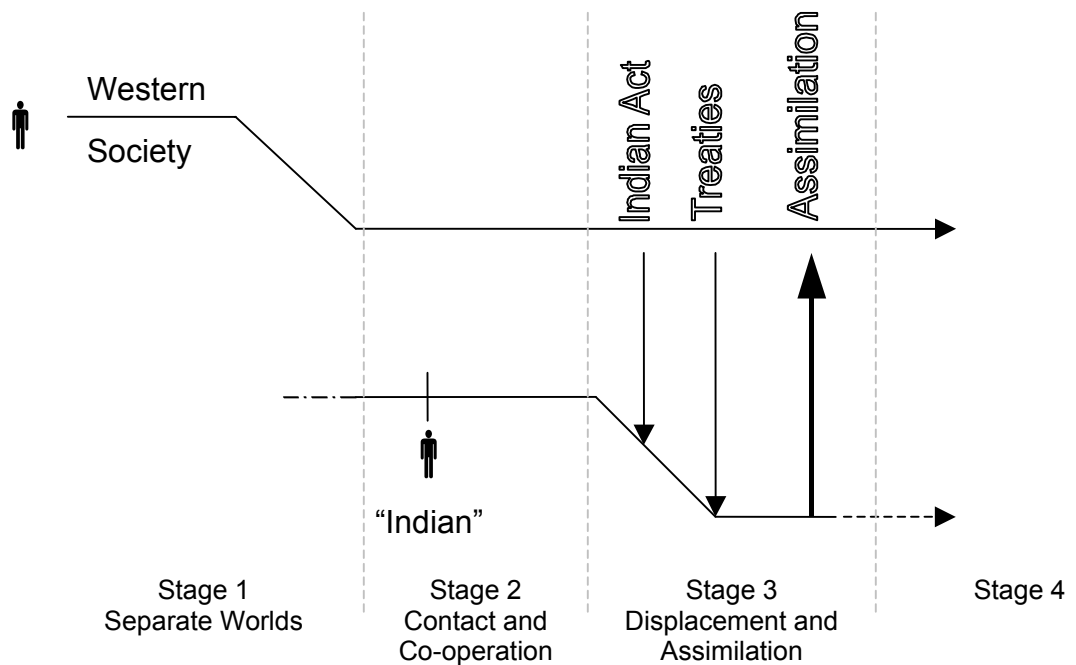 Western
Society
Indian Act
Treaties
Assimilation
“Indian”
Stage 1
Separate Worlds
Stage 2
Contact and
Co-operation
Stage 3
Displacement and
Assimilation
Stage 4